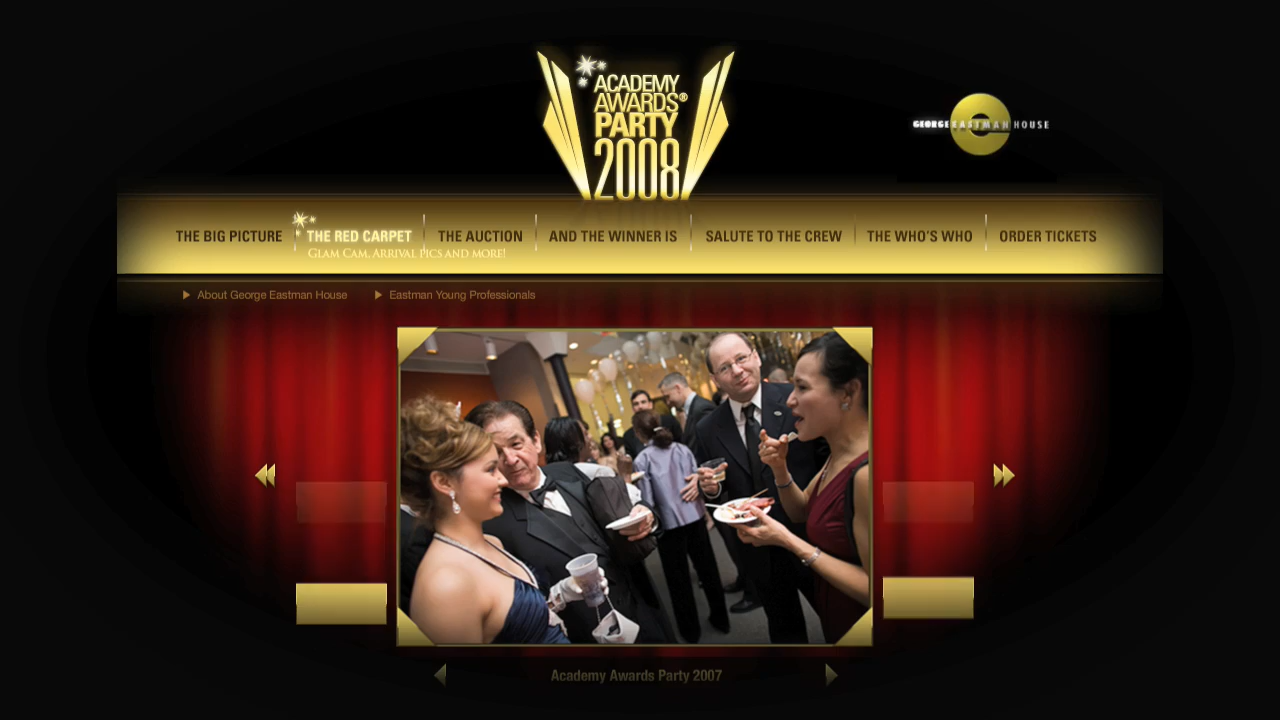 ACADEMY
AWARDS®
PARTY
2008
GEORGE EASTMAN HOUSE
THE BIG PICTURE
THE RED CARPET
THE AUCTION
AND THE WINNER IS
SALUTE TO THE CREW
THE WHO'S WHO
ORDER TICKETS
GLAM CAM, ARRIVAL PICS AND MORE!
About George Eastman House
Eastman Young Professionals
Academy Awards Party 2007